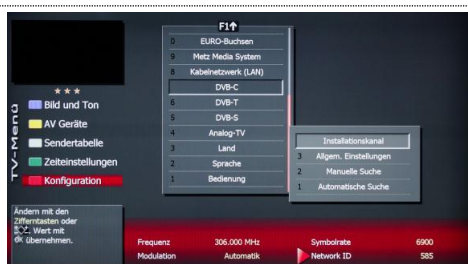 F1↑
0 EURO-Buchsen
9 Metz Media System
8 Kabelnetzwerk (LAN)
DVB-C
6 DVB-T
5 DVB-S
4 Analog-TV
3 Land
2 Sprache
1 Bedienung
TV-Menü
Bild und Ton
AV Geräte
Sendertabelle
Zeiteinstellungen
Konfiguration
Installationskanal
3 Allgem. Einstellungen
2 Manuelle Suche
1 Automatische Suche
Ändern mit den
Zifferntasten oder
Wert mit
OK übernehmen.
Frequenz 306.000 MHz Symbolrate 6900
Modulation Automatik Network ID 585